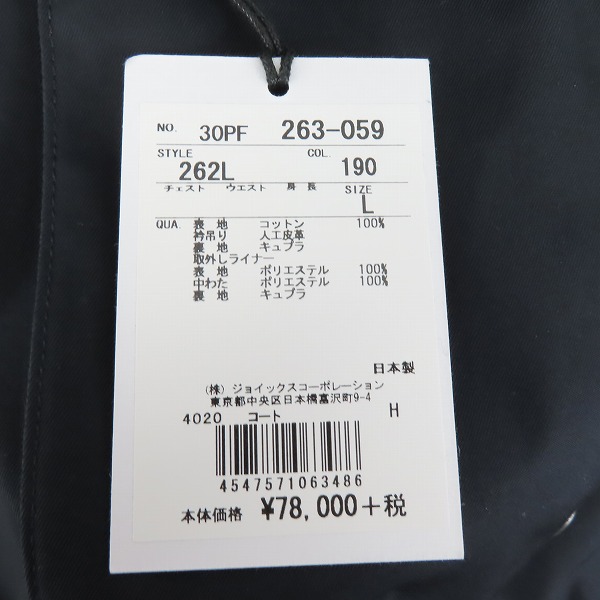 NO. 30PF 263-059
STYLE COL.
262L 190
チェスト ウエスト 身 長 SIZE
L
QUA. 表 地 コットン 100%
衿吊り 人工皮革
裏 地 キュプラ
取外しライナー
表 地 ポリエステル 100%
中わた ポリエステル 100%
裏 地 キュプラ
日本製
(株) ジョイックスコーポレーション
東京都中央区日本橋富沢町9-4
4020 コート H
4547571063486
本体価格 ¥78,000+税